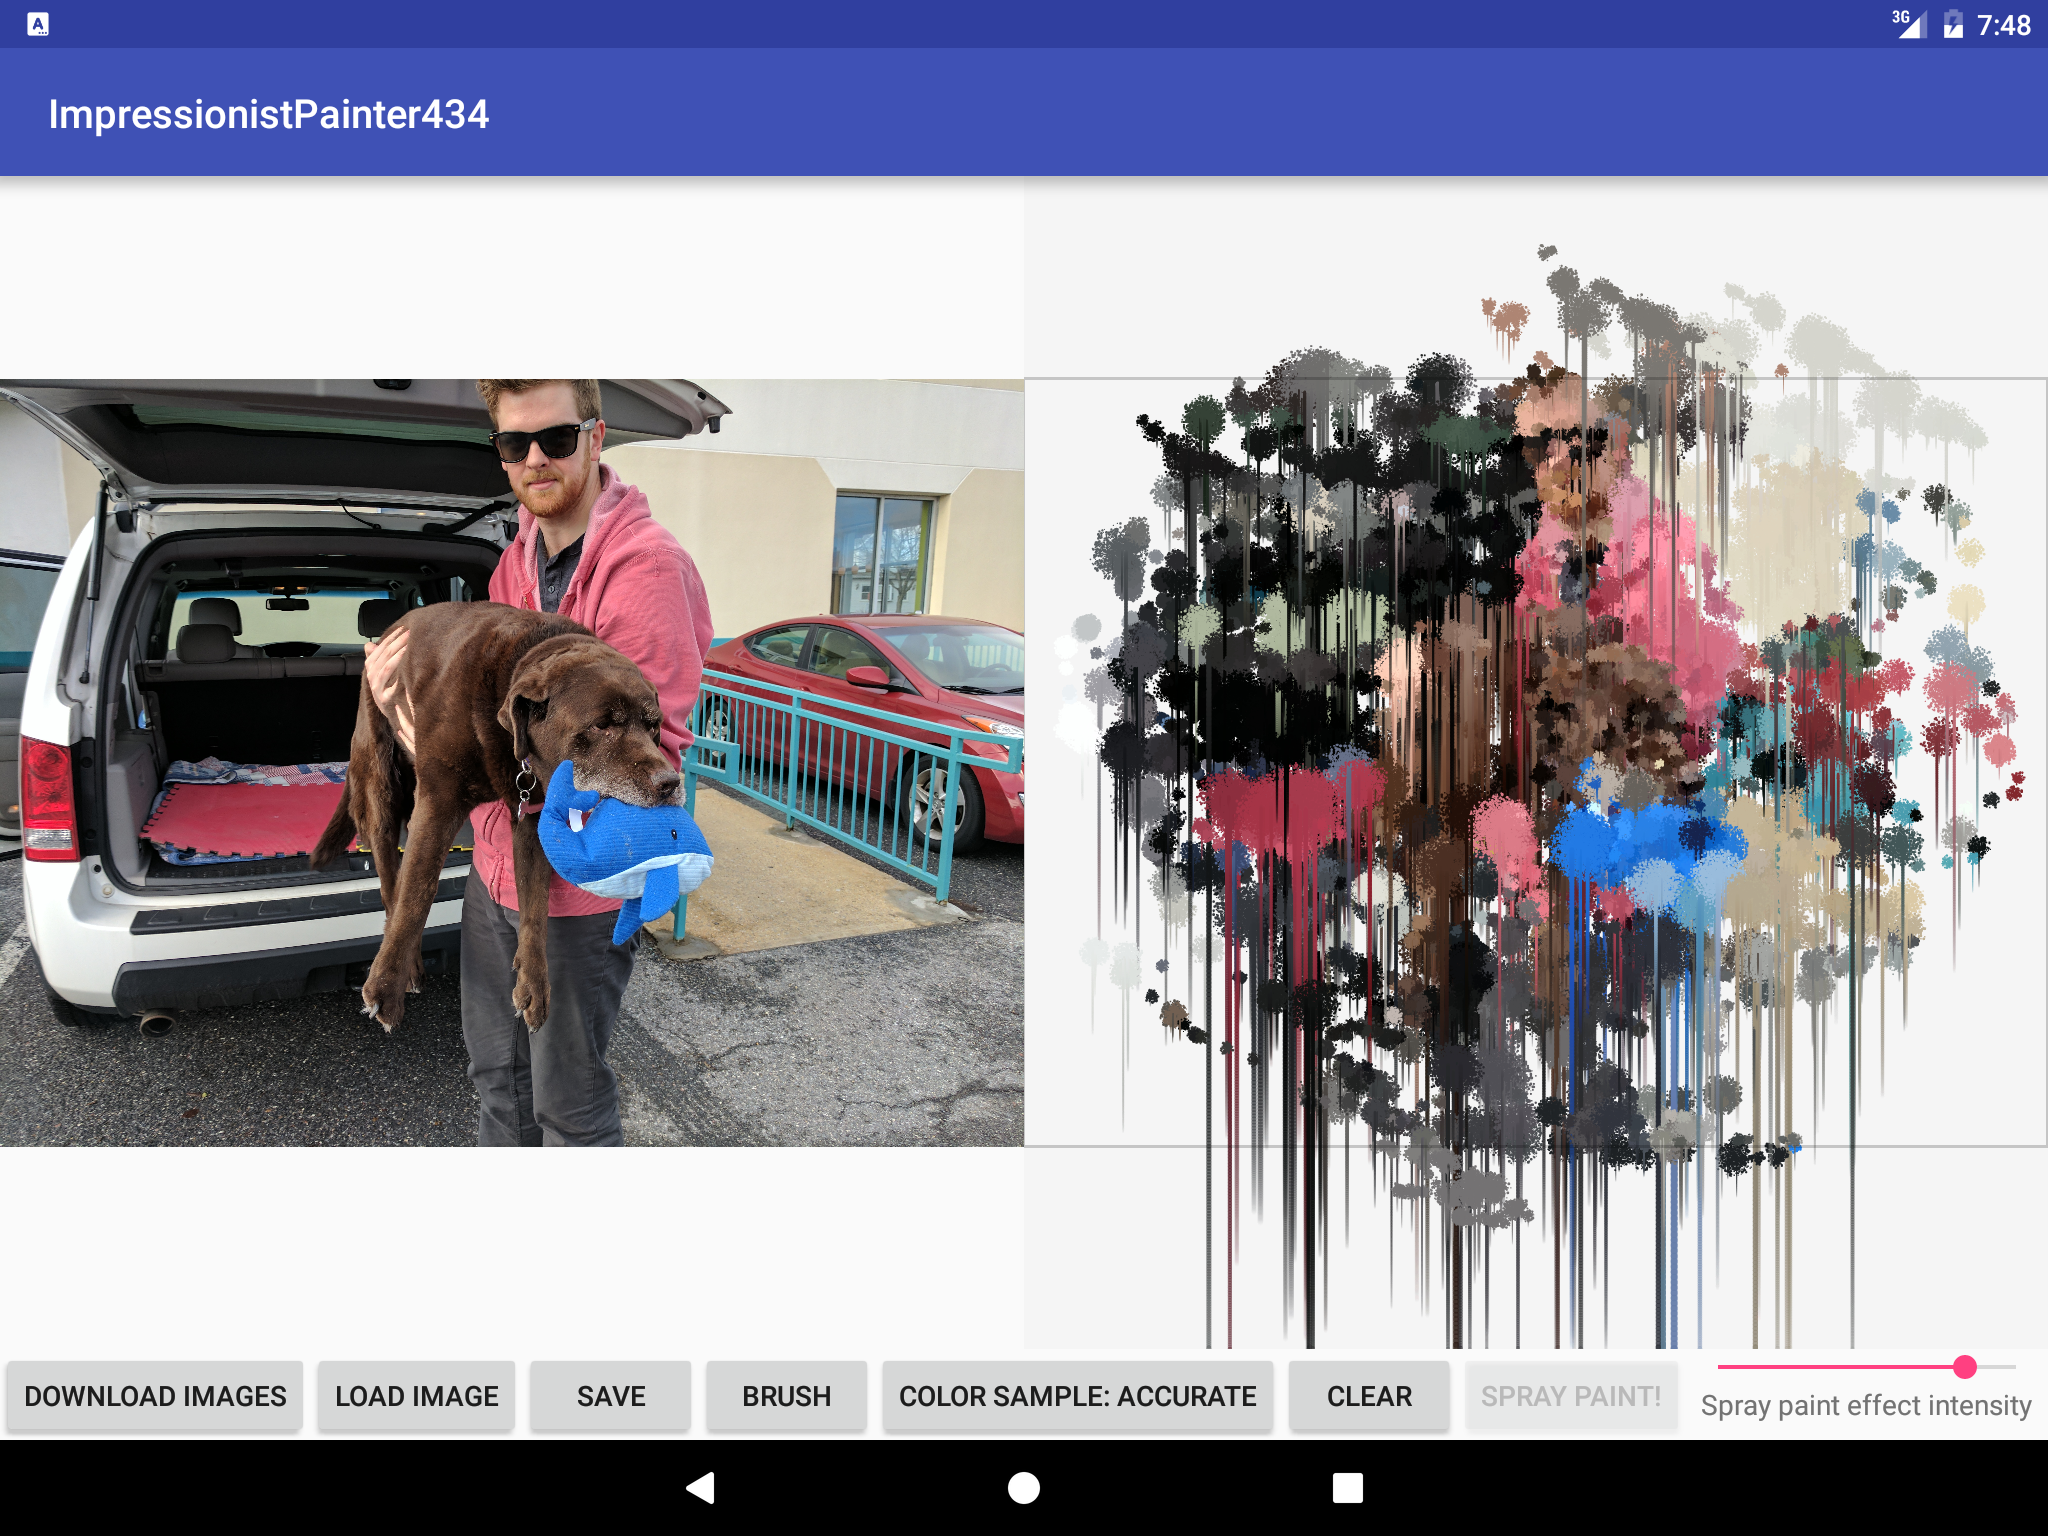 3G 7:48
ImpressionistPainter434
DOWNLOAD IMAGES LOAD IMAGE SAVE BRUSH COLOR SAMPLE: ACCURATE CLEAR SPRAY PAINT! Spray paint effect intensity